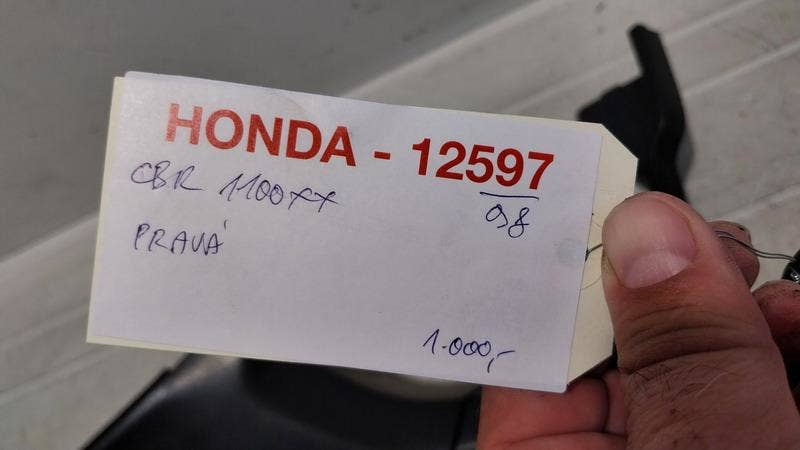 HONDA - 12597
CBR 1100XX
98
PRAVÁ
1.000,-